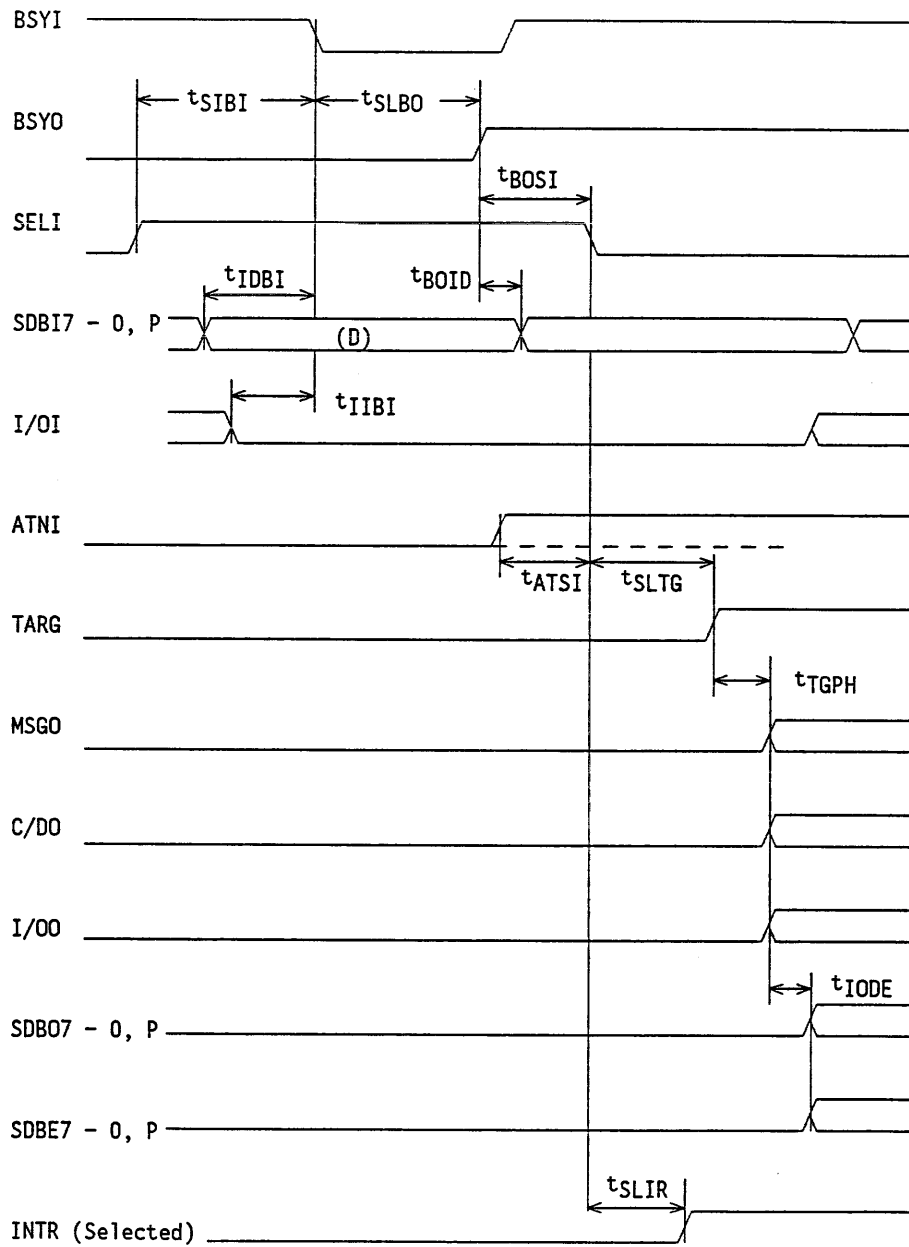 BSYI
tSIBI
tSLBO
BSYO
tBOSI
SELI
tIDBI
tBOID
SDBI7 - 0, P
(D)
tIIBI
I/OI
ATNI
tATSI
tSLTG
TARG
tTGPH
MSGO
C/DO
I/OO
tIODE
SDBO7 - 0, P
SDBE7 - 0, P
tSLIR
INTR (Selected)